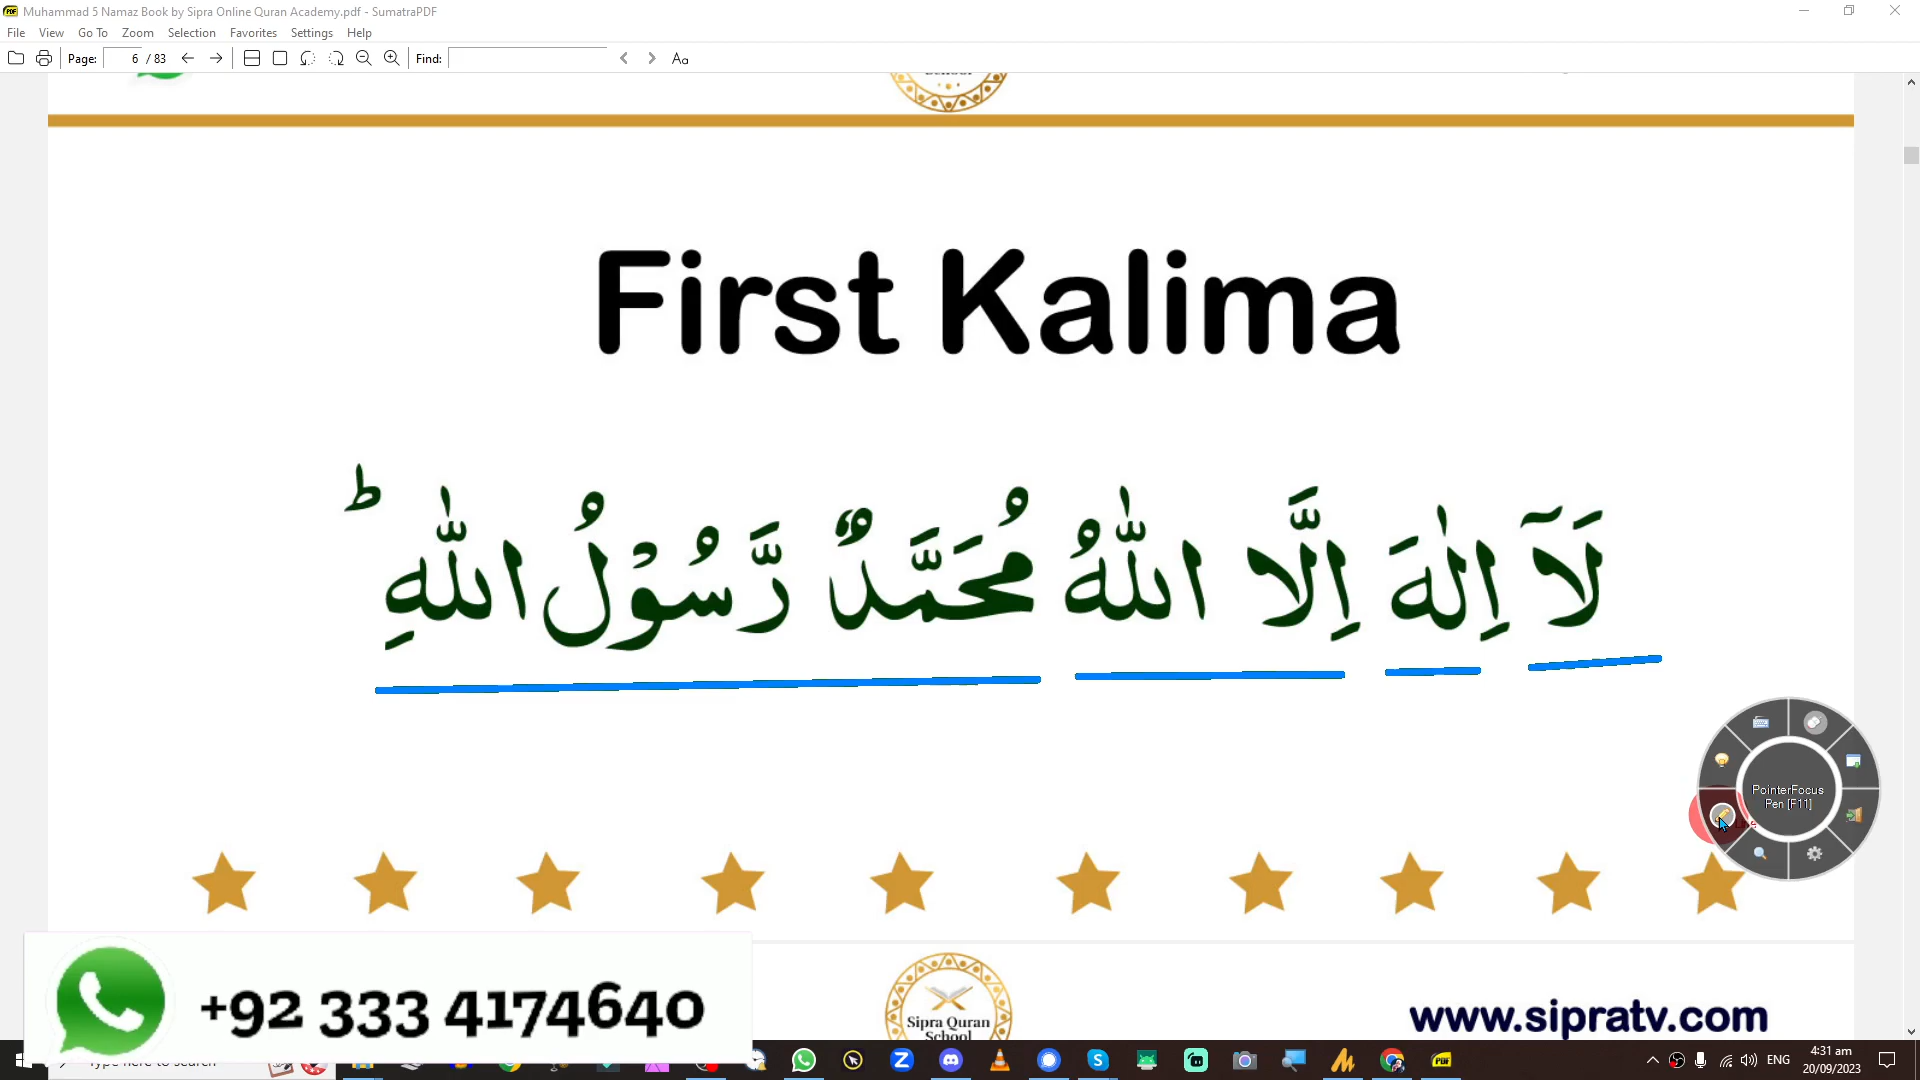 Muhammad 5 Namaz Book by Sipra Online Quran Academy.pdf - SumatraPDF
File View Go To Zoom Selection Favorites Settings Help
Page: 6 / 83 Find: Aa
First Kalima
لَآ اِلٰهَ اِلَّا اللّٰهُ مُحَمَّدٌ رَّسُوْلُ اللّٰهِ ؕ
PointerFocus
Pen [F11]
+92 333 4174640
Sipra Quran
School
www.sipratv.com
ENG
4:31 am
20/09/2023